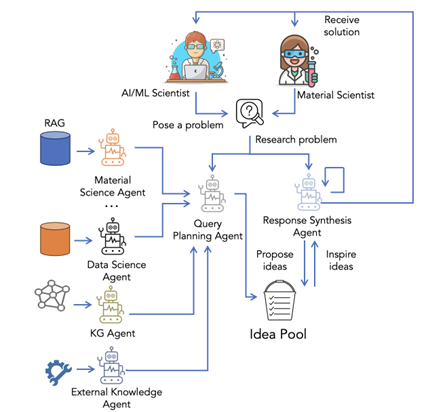 Receive
solution
AI/ML Scientist
Material Scientist
Pose a problem
Research problem
RAG
Material
Science Agent
...
Data Science
Agent
KG Agent
External Knowledge
Agent
Query
Planning Agent
Response Synthesis
Agent
Propose
ideas
Inspire
ideas
Idea Pool